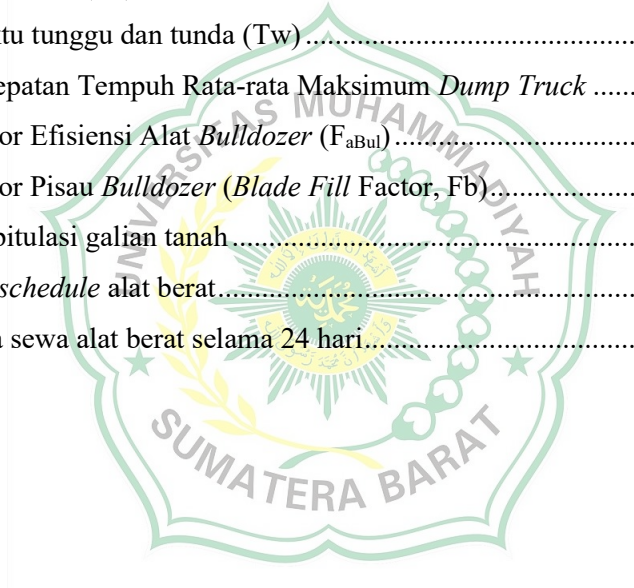 tu tunggu dan tunda (Tw)
epatan Tempuh Rata-rata Maksimum Dump Truck
or Efisiensi Alat Bulldozer (FaBul)
or Pisau Bulldozer (Blade Fill Factor, Fb)
pitulasi galian tanah
schedule alat berat
sewa alat berat selama 24 hari
UNIVERSITAS MUHAMMADIYAH
SUMATERA BARAT